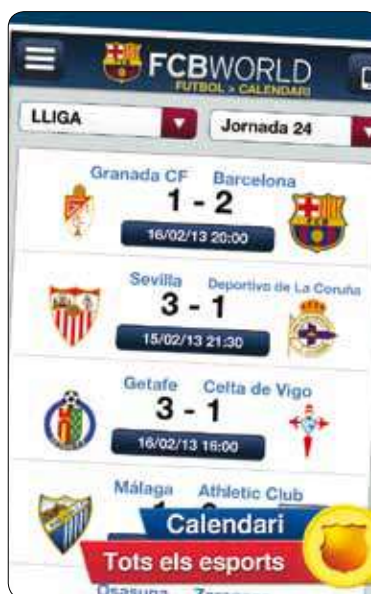 FCBWORLD
FUTBOL > CALENDARI
LLIGA
Jornada 24
Granada CF Barcelona
1 - 2
16/02/13 20:00
Sevilla Deportivo de La Coruña
3 - 1
15/02/13 21:30
Getafe Celta de Vigo
3 - 1
16/02/13 16:00
Málaga Athletic Club
Calendari
Tots els esports
Osasuna